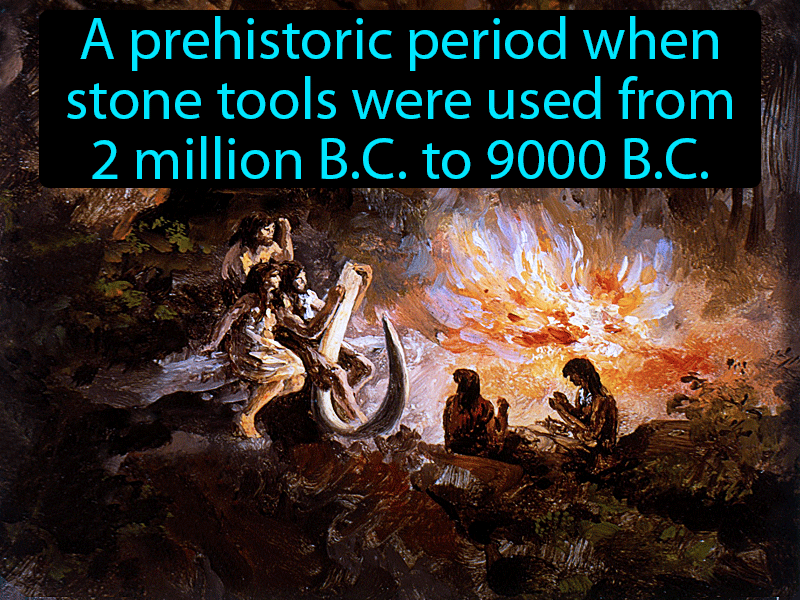 A prehistoric period when
stone tools were used from
2 million B.C. to 9000 B.C.